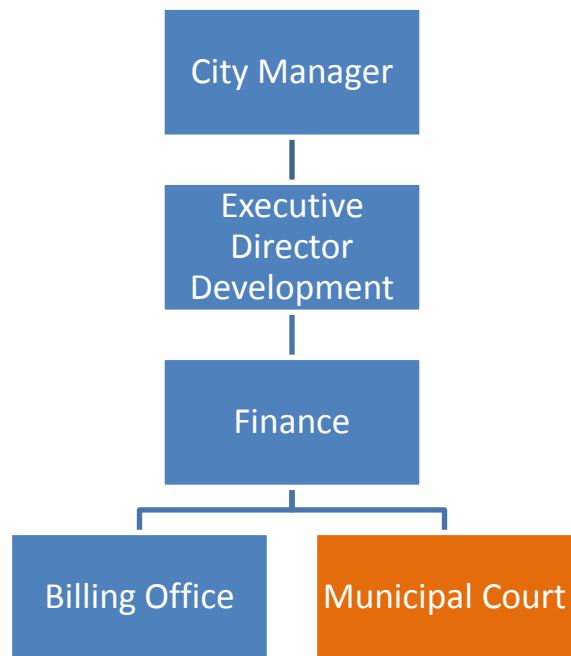 City Manager
Executive
Director
Development
Finance
Billing Office
Municipal Court